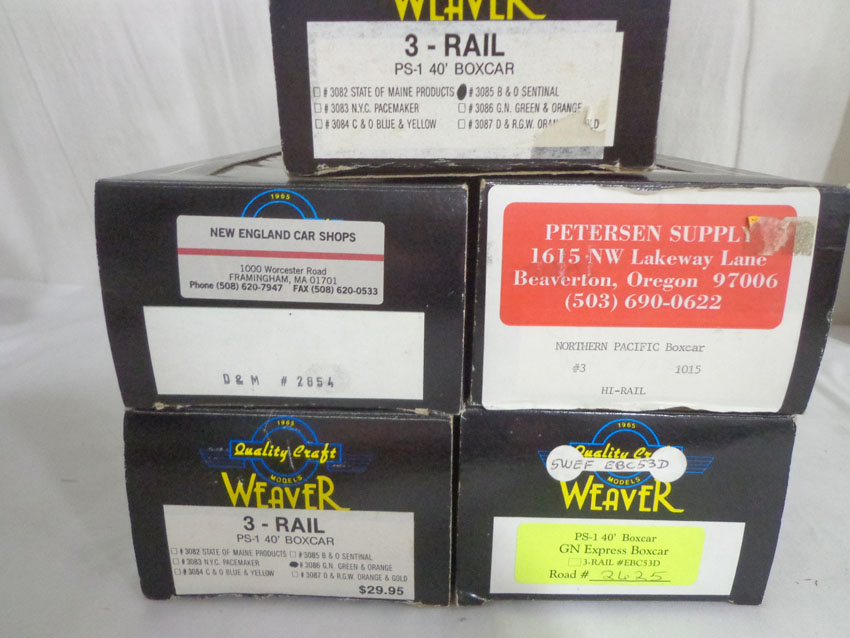 WEAVER
3 - RAIL
PS-1 40' BOXCAR
# 3082 STATE OF MAINE PRODUCTS # 3085 B & O SENTINAL
# 3083 N.Y.C. PACEMAKER # 3086 G.N. GREEN & ORANGE
# 3084 C & O BLUE & YELLOW # 3087 D & R.G.W.
1965
NEW ENGLAND CAR SHOPS
1000 Worcester Road
FRAMINGHAM, MA 01701
Phone (508) 620-7947 FAX (508) 620-0533
D & M # 2854
PETERSEN SUPPLY
1615 NW Lakeway Lane
Beaverton, Oregon 97006
(503) 690-0622
NORTHERN PACIFIC Boxcar
#3 1015
HI-RAIL
1965
Quality Craft
MODELS
WEAVER
3 - RAIL
PS-1 40' BOXCAR
# 3082 STATE OF MAINE PRODUCTS # 3085 B & O SENTINAL
# 3083 N.Y.C. PACEMAKER # 3086 G.N. GREEN & ORANGE
# 3084 C & O BLUE & YELLOW # 3087 D & R.G.W. ORANGE & GOLD
$29.95
1965
Quality Craft
5WEF EBC53D
MODELS
WEAVER
PS-1 40' Boxcar
GN Express Boxcar
3-RAIL #EBC53D
Road # 2625